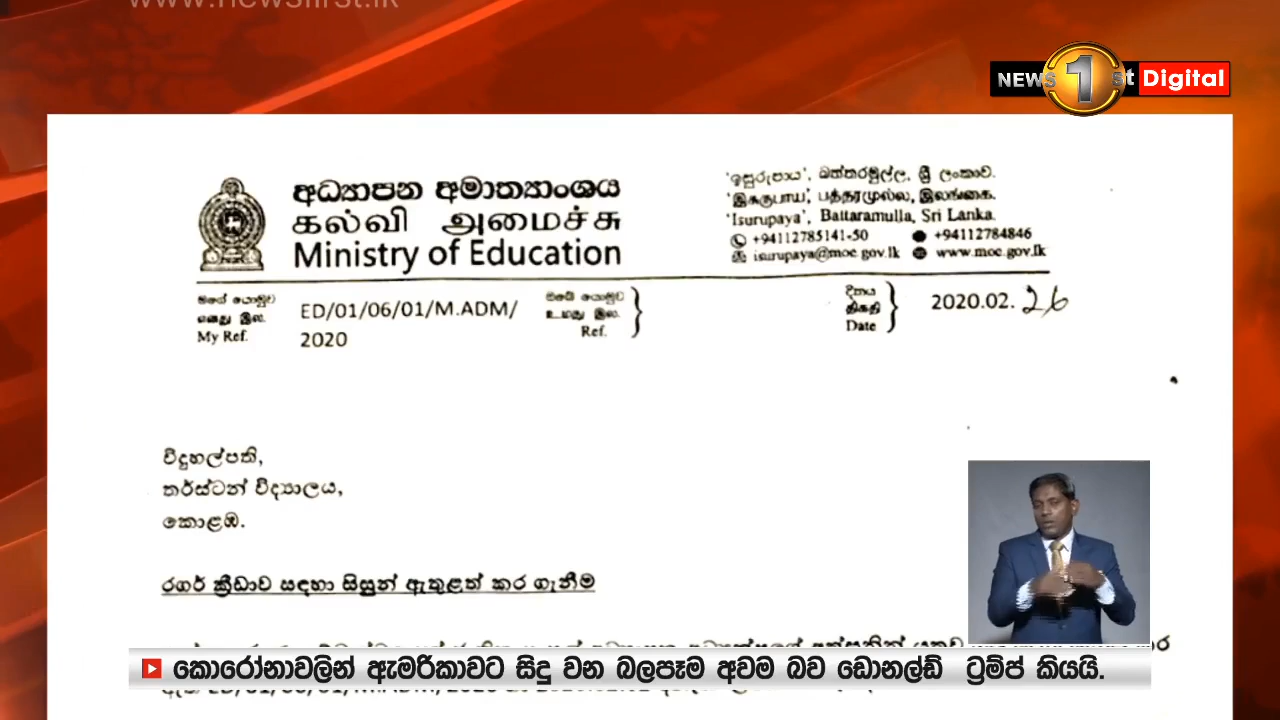 www.newsfirst.lk
NEWS 1st Digital
අධ්‍යාපන අමාත්‍යාංශය
கல்வி அமைச்சு
Ministry of Education
'ඉසුරුපාය', බත්තරමුල්ල, ශ්‍රී ලංකාව.
'இசுருபாய', பத்தரமுல்ல, இலங்கை.
'Isurupaya', Battaramulla, Sri Lanka.
+94112785141-50 +94112784846
isurupaya@moe.gov.lk www.moe.gov.lk
මගේ යොමුව
எனது இல.
My Ref.
ED/01/06/01/M.ADM/
2020
ඔබේ යොමුව
உமது இல.
Ref.
දිනය
திகதி
Date
2020.02.26
විදුහල්පති,
තර්ස්ටන් විද්‍යාලය,
කොළඹ.
රගර් ක්‍රීඩාව සඳහා සිසුන් ඇතුළත් කර ගැනීම
කොරෝනාවලින් ඇමරිකාවට සිදු වන බලපෑම අවම බව ඩොනල්ඩ් ට්‍රම්ප් කියයි.